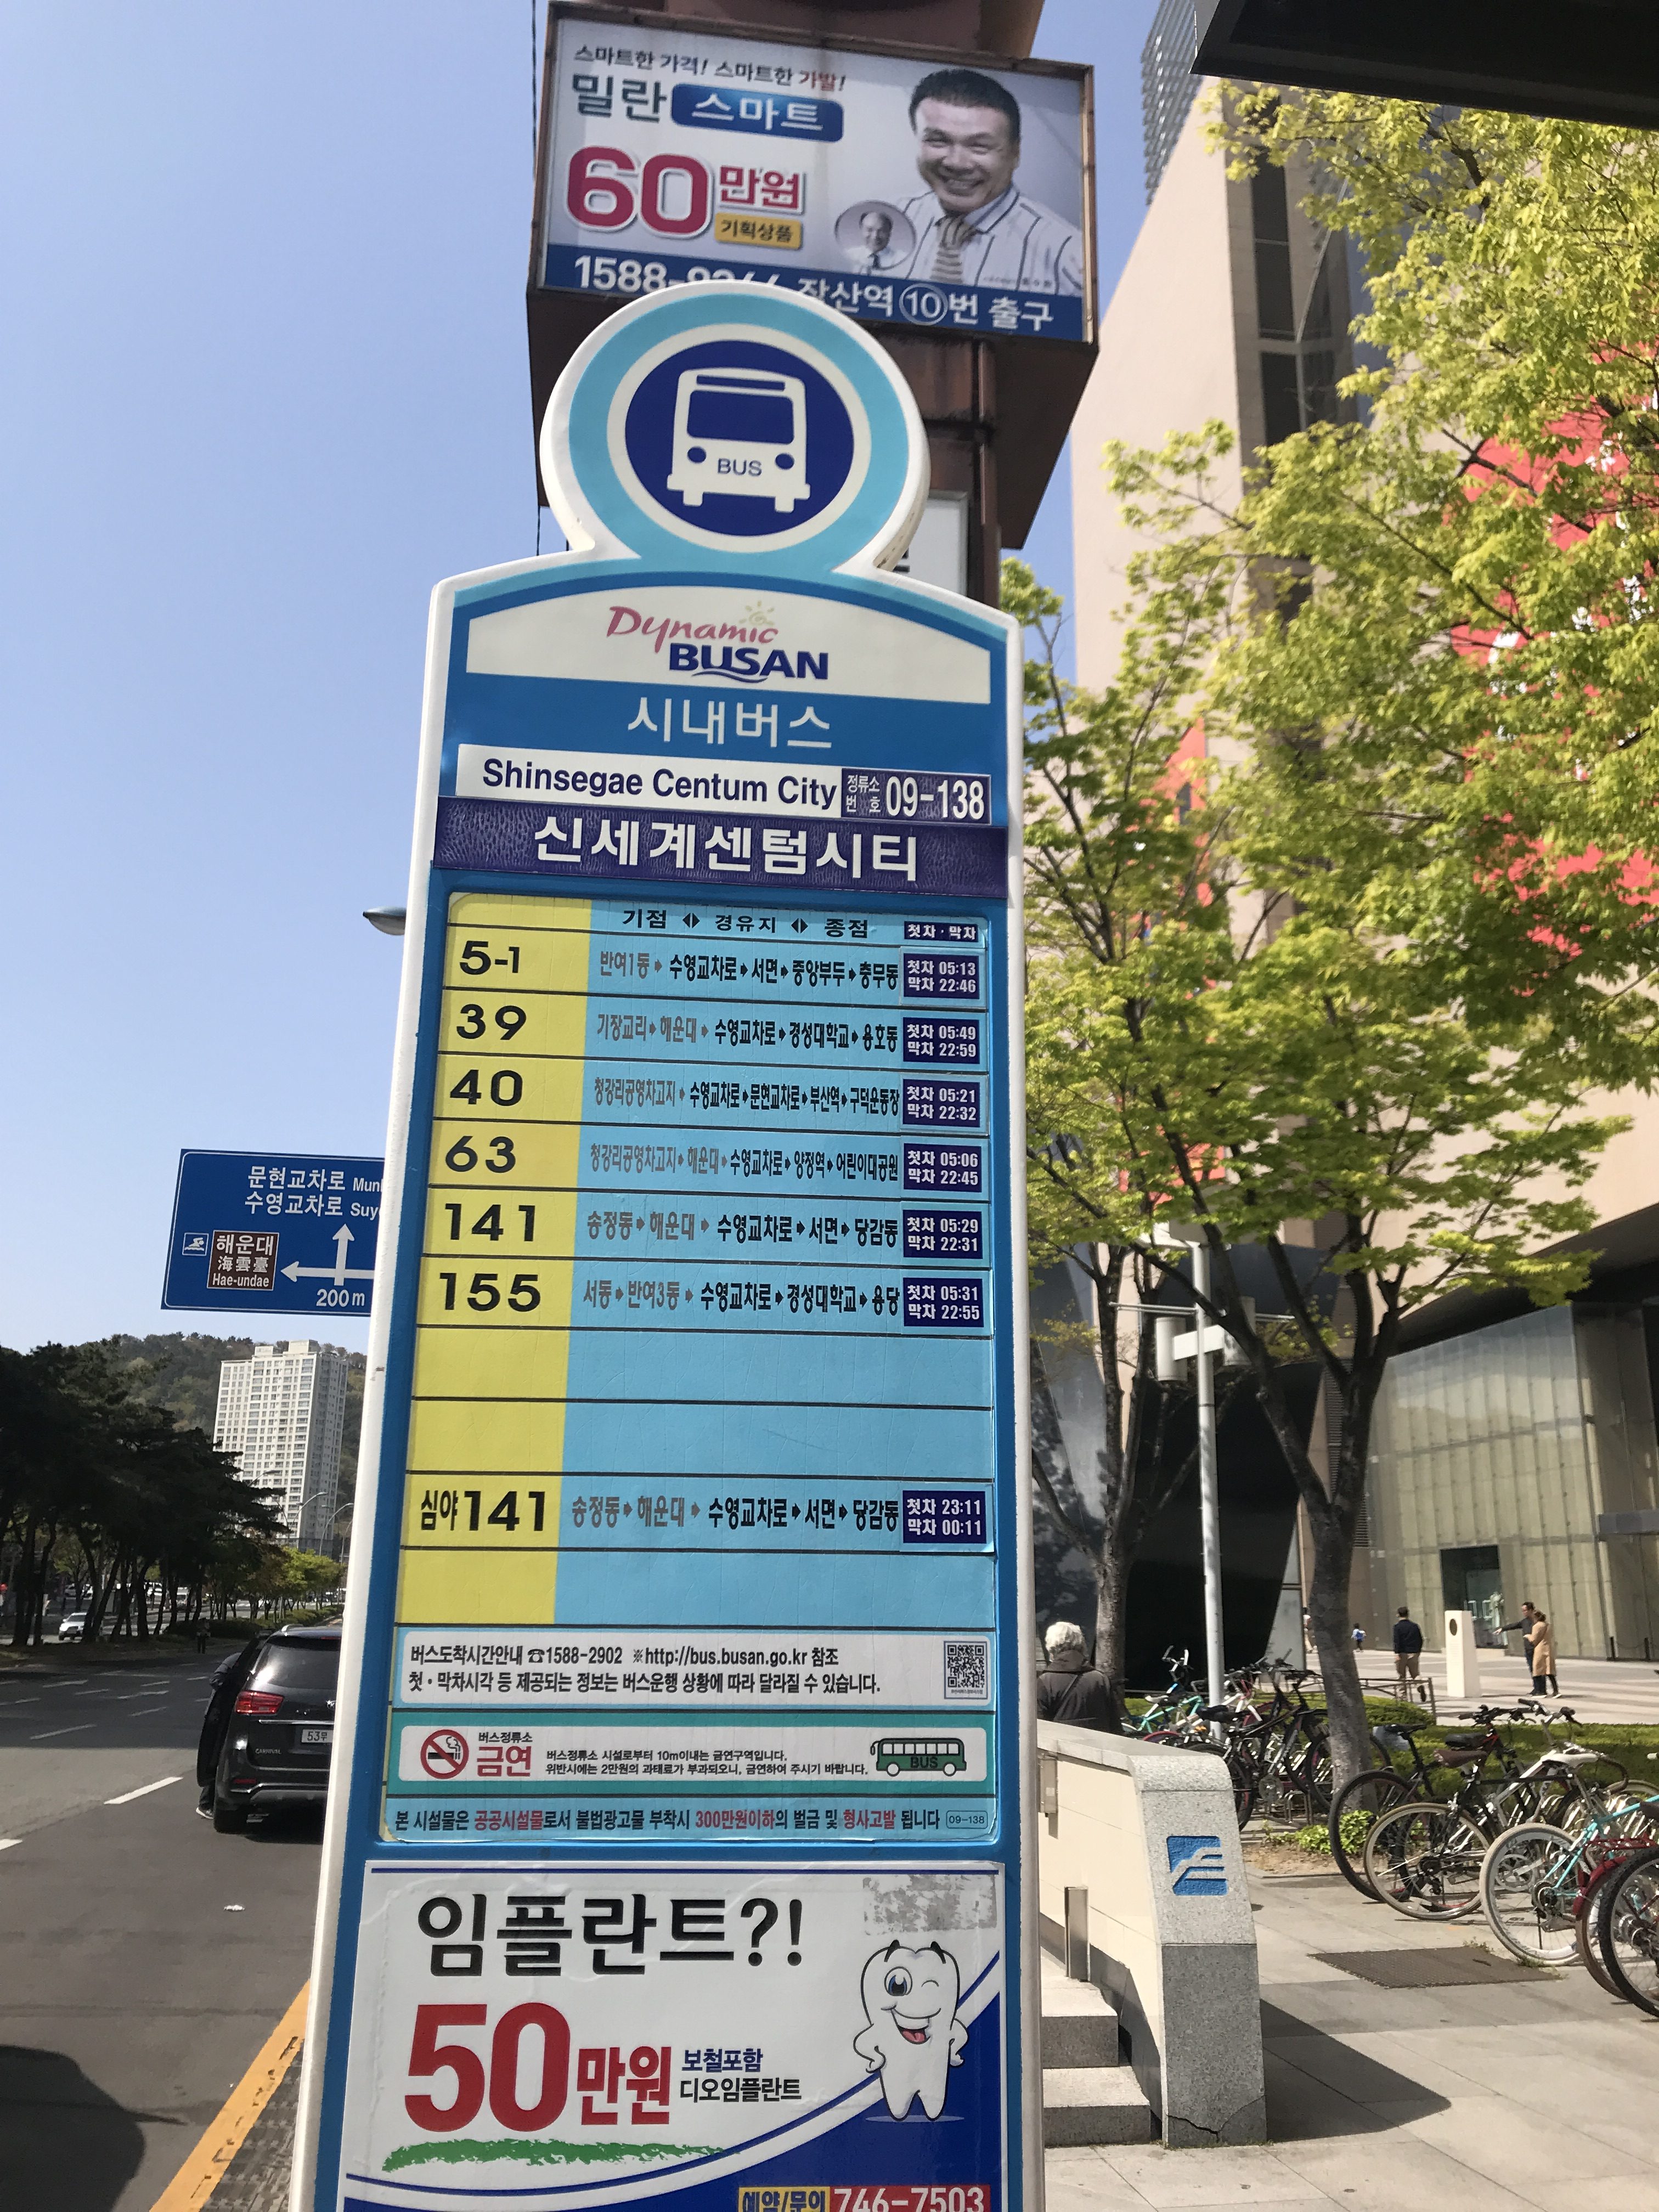 스마트한 가격! 스마트한 가발!
밀란 스마트
60만원
기획상품
1588- 장산역 ⑩번 출구
BUS
Dynamic
BUSAN
시내버스
Shinsegae Centum City 정류소 번호 09-138
신세계센텀시티
기점 ◂▸ 경유지 ◂▸ 종점 첫차·막차
5-1 반여1동▸수영교차로▸서면▸중앙부두▸충무동 첫차 05:13 막차 22:46
39 기장교리▸해운대▸수영교차로▸경성대학교▸용호동 첫차 05:49 막차 22:59
40 청강리공영차고지▸수영교차로▸문현교차로▸부산역▸구덕운동장 첫차 05:21 막차 22:32
63 청강리공영차고지▸해운대▸수영교차로▸양정역▸어린이대공원 첫차 05:06 막차 22:45
141 송정동▸해운대▸수영교차로▸서면▸당감동 첫차 05:29 막차 22:31
155 서동▸반여3동▸수영교차로▸경성대학교▸용당 첫차 05:31 막차 22:55
심야141 송정동▸해운대▸수영교차로▸서면▸당감동 첫차 23:11 막차 00:11
버스도착시간안내 ☎1588-2902 ※http://bus.busan.go.kr 참조
첫·막차시각 등 제공되는 정보는 버스운행 상황에 따라 달라질 수 있습니다.
버스정류소
금연
버스정류소 시설로부터 10m이내는 금연구역입니다.
위반시에는 2만원의 과태료가 부과되오니, 금연하여 주시기 바랍니다.
BUS
본 시설물은 공공시설물로서 불법광고물 부착시 300만원이하의 벌금 및 형사고발 됩니다 09-138
임플란트?!
50만원
보철포함
디오임플란트
예약/문의 746-7503
문현교차로 Mun
수영교차로 Suy
해운대
海雲臺
Hae-undae
200m